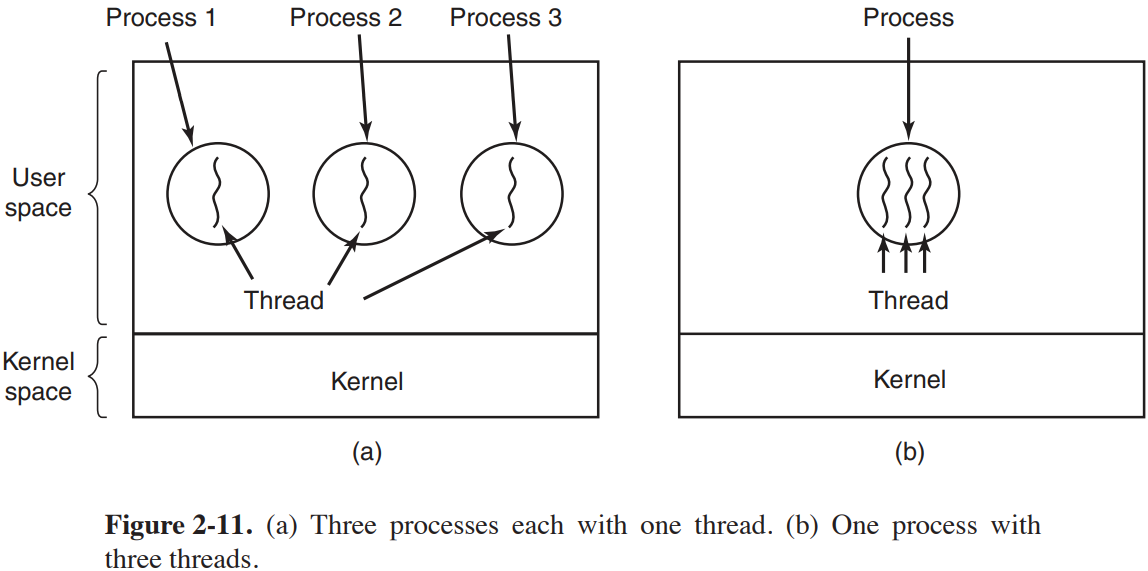 Process 1
Process 2
Process 3
Process
User
space
Thread
Thread
Kernel
space
Kernel
Kernel
(a)
(b)
Figure 2-11. (a) Three processes each with one thread. (b) One process with
three threads.